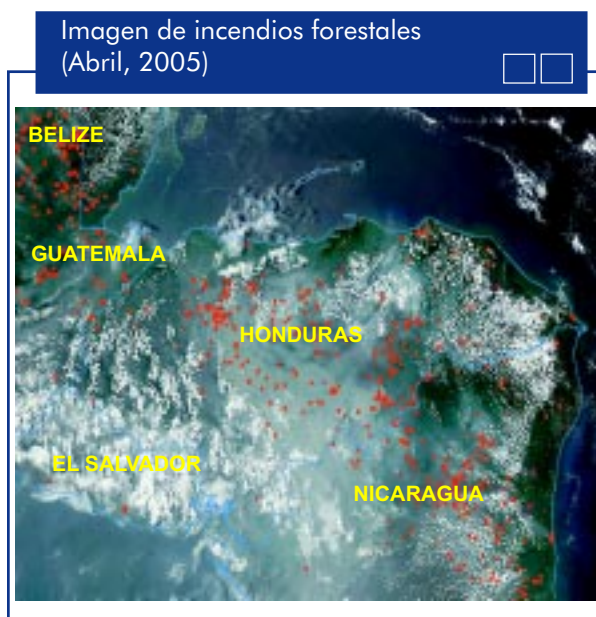 Imagen de incendios forestales
(Abril, 2005)
BELIZE
GUATEMALA
HONDURAS
EL SALVADOR
NICARAGUA